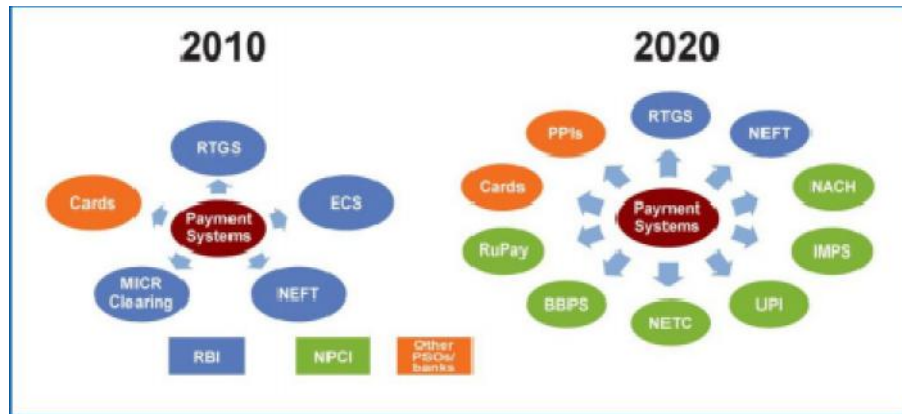 2010
RTGS
Cards
Payment
Systems
ECS
MICR
Clearing
NEFT
RBI
NPCI
Other
PSOs/
banks
2020
RTGS
PPIs
NEFT
Cards
NACH
Payment
Systems
RuPay
IMPS
BBPS
UPI
NETC